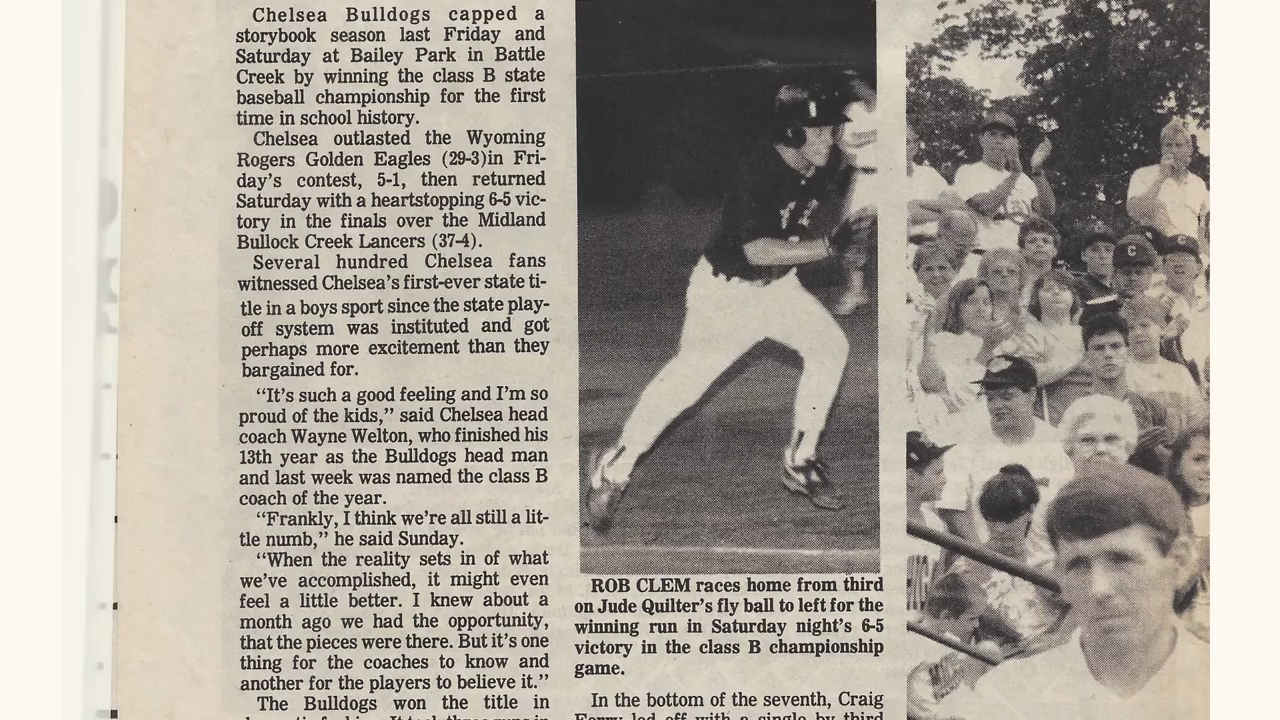 Chelsea Bulldogs capped a
storybook season last Friday and
Saturday at Bailey Park in Battle
Creek by winning the class B state
baseball championship for the first
time in school history.
Chelsea outlasted the Wyoming
Rogers Golden Eagles (29-3)in Fri-
day's contest, 5-1, then returned
Saturday with a heartstopping 6-5 vic-
tory in the finals over the Midland
Bullock Creek Lancers (37-4).
Several hundred Chelsea fans
witnessed Chelsea's first-ever state ti-
tle in a boys sport since the state play-
off system was instituted and got
perhaps more excitement than they
bargained for.
“It's such a good feeling and I'm so
proud of the kids,” said Chelsea head
coach Wayne Welton, who finished his
13th year as the Bulldogs head man
and last week was named the class B
coach of the year.
“Frankly, I think we're all still a lit-
tle numb,” he said Sunday.
“When the reality sets in of what
we've accomplished, it might even
feel a little better. I knew about a
month ago we had the opportunity,
that the pieces were there. But it's one
thing for the coaches to know and
another for the players to believe it.”
The Bulldogs won the title in
ROB CLEM races home from third
on Jude Quilter's fly ball to left for the
winning run in Saturday night's 6-5
victory in the class B championship
game.
In the bottom of the seventh, Craig
led off with a single by third